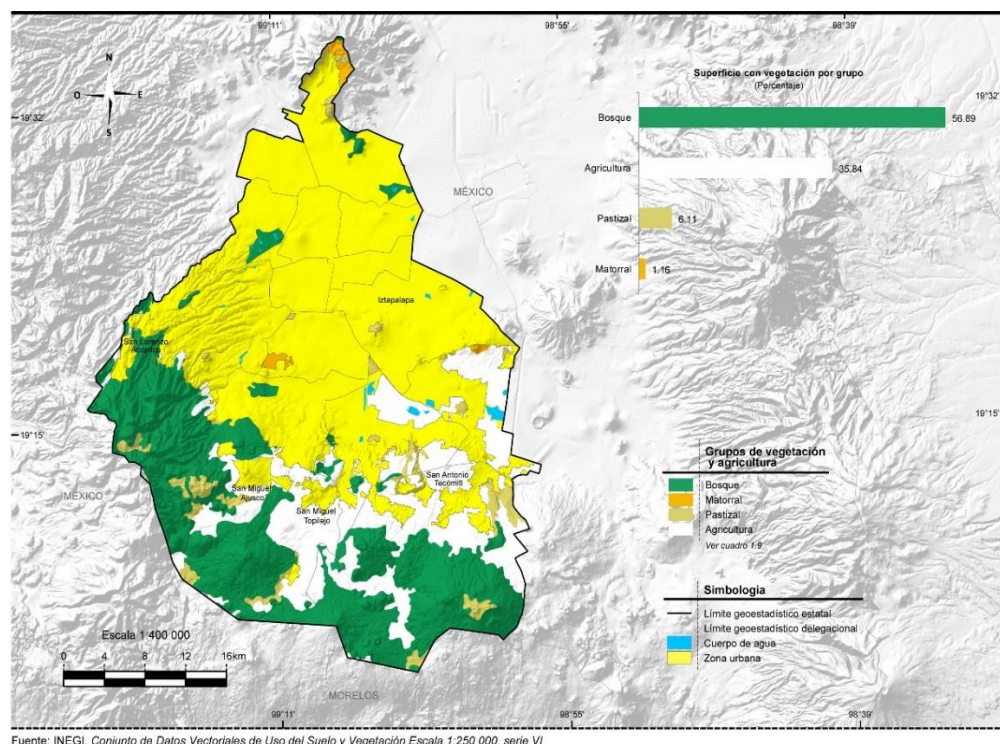 99°11'
98°55'
98°39'
N
O
E
S
19°32'
Superficie con vegetación por grupo
(Porcentaje)
19°32'
Bosque
56.89
Agricultura
35.84
Pastizal
6.11
Matorral
1.16
MÉXICO
Iztapalapa
San Lorenzo
Acopilco
19°15'
19°15'
San Antonio
Tecómitl
San Miguel
Ajusco
San Miguel
Topilejo
MÉXICO
Grupos de vegetación
y agricultura
Bosque
Matorral
Pastizal
Agricultura
Ver cuadro 1.9
Simbología
Límite geoestadístico estatal
Límite geoestadístico delegacional
Cuerpo de agua
Zona urbana
Escala 1:400 000
0 4 8 12 16km
MORELOS
99°11'
98°55'
98°39'
Fuente: INEGI. Conjunto de Datos Vectoriales de Uso del Suelo y Vegetación Escala 1:250 000, serie VI